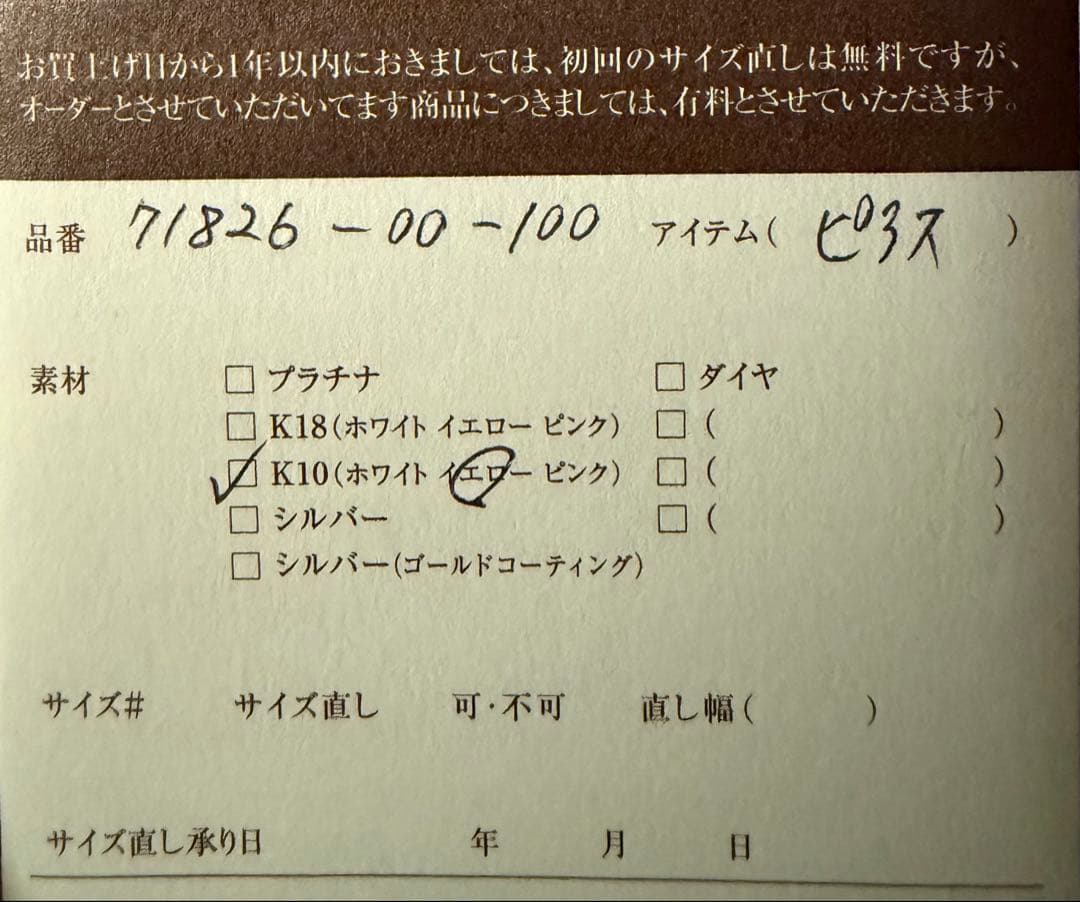 お買上げ日から1年以内におきましては、初回のサイズ直しは無料ですが、
オーダーとさせていただいてます商品につきましては、有料とさせていただきます。
品番 71826-00-100 アイテム( ピアス )
素材 □ プラチナ □ ダイヤ
□ K18(ホワイト イエロー ピンク) □ ( )
☑ K10(ホワイト イエロー ピンク) □ ( )
□ シルバー □ ( )
□ シルバー(ゴールドコーティング)
サイズ# サイズ直し 可・不可 直し幅( )
サイズ直し承り日 年 月 日